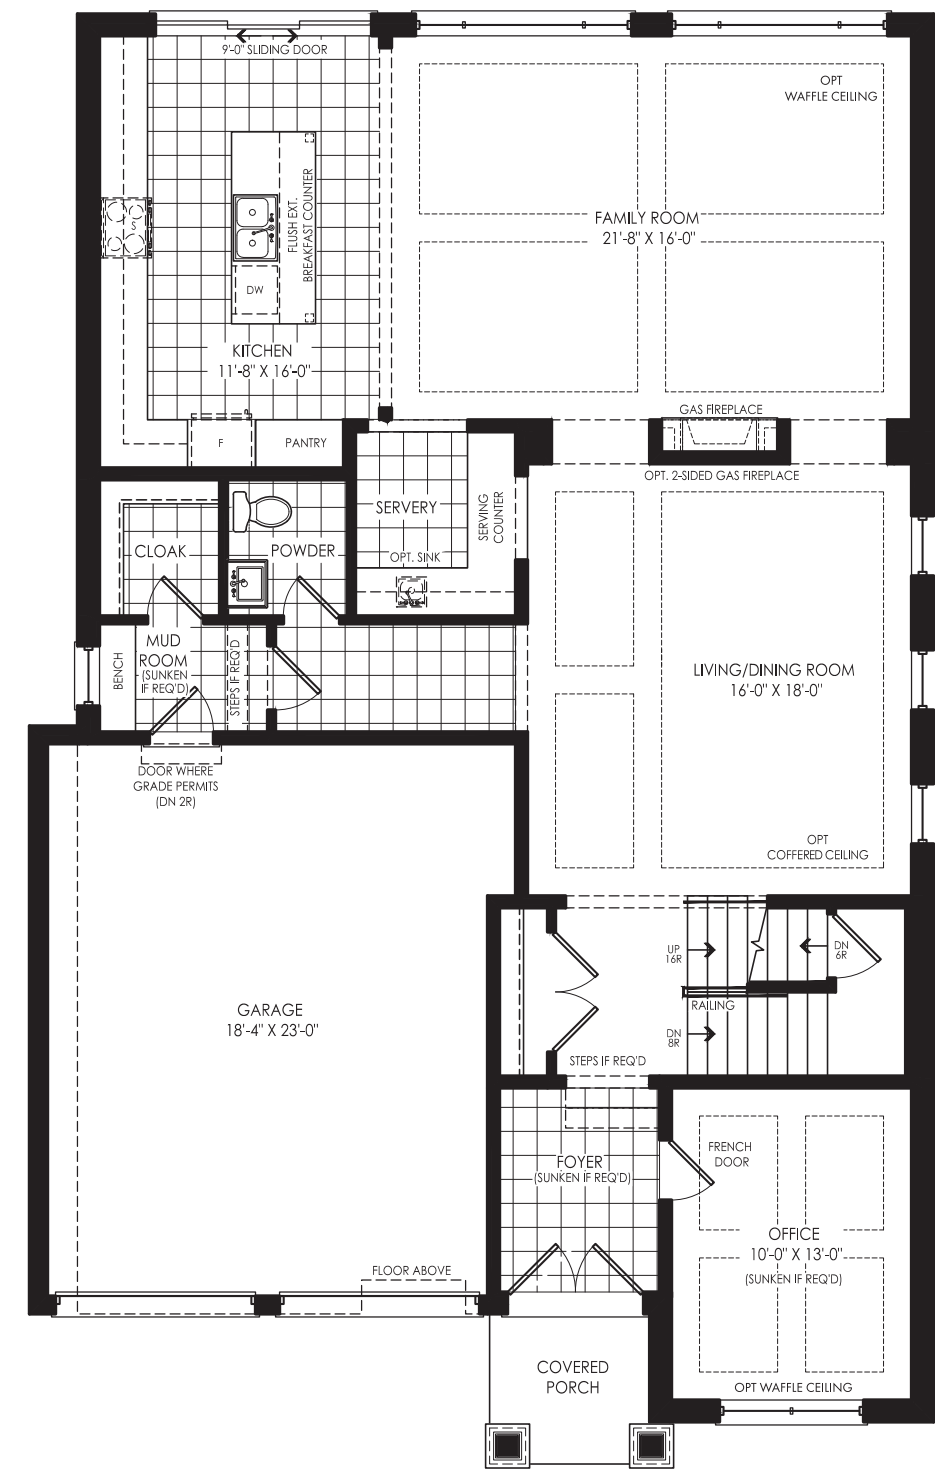 9'-0" SLIDING DOOR
OPT
WAFFLE CEILING
S
FLUSH EXT.
BREAKFAST COUNTER
DW
FAMILY ROOM
21'-8" X 16'-0"
KITCHEN
11'-8" X 16'-0"
F
PANTRY
GAS FIREPLACE
OPT. 2-SIDED GAS FIREPLACE
SERVERY
SERVING
COUNTER
OPT. SINK
CLOAK
POWDER
BENCH
MUD
ROOM
(SUNKEN
IF REQ'D)
STEPS IF REQ'D
LIVING/DINING ROOM
16'-0" X 18'-0"
DOOR WHERE
GRADE PERMITS
(DN 2R)
OPT
COFFERED CEILING
UP
16R
DN
6R
RAILING
DN
8R
STEPS IF REQ'D
GARAGE
18'-4" X 23'-0"
FOYER
(SUNKEN IF REQ'D)
FRENCH
DOOR
OFFICE
10'-0" X 13'-0"
(SUNKEN IF REQ'D)
FLOOR ABOVE
COVERED
PORCH
OPT WAFFLE CEILING